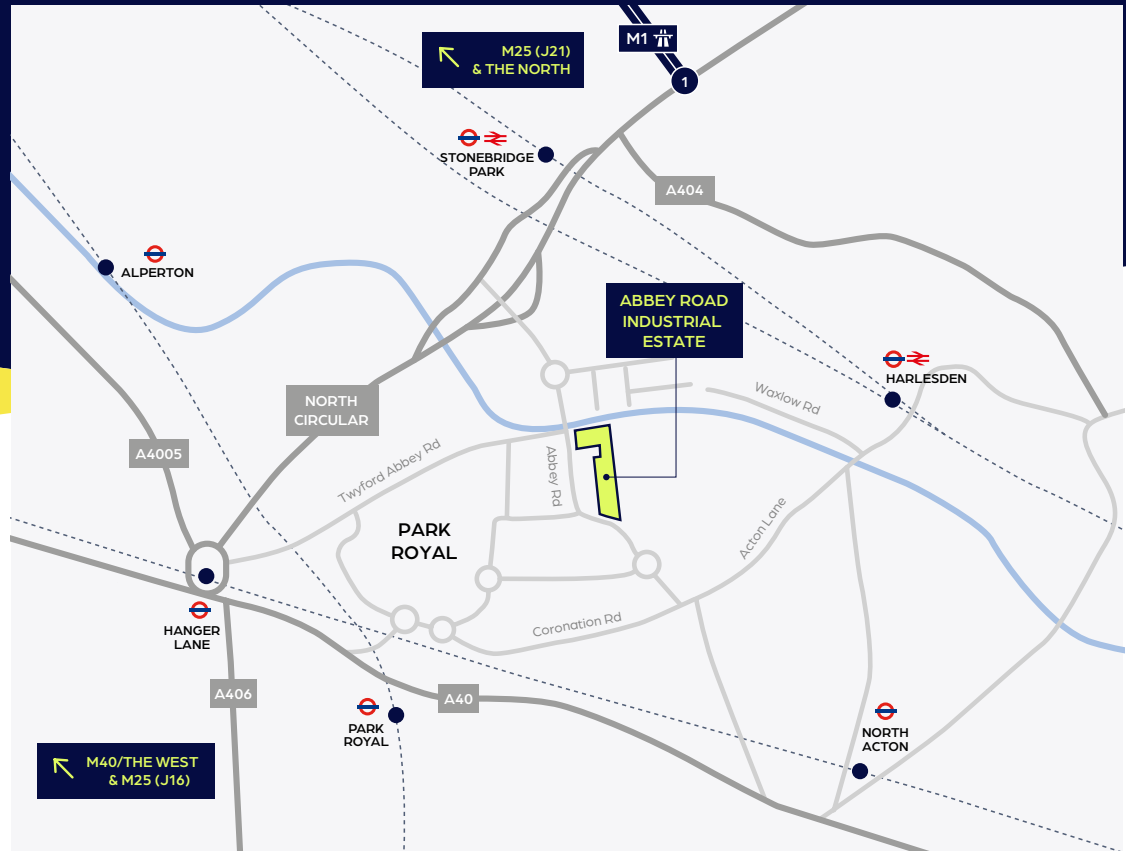 M1
1
M25 (J21)
& THE NORTH
STONEBRIDGE
PARK
A404
ALPERTON
ABBEY ROAD
INDUSTRIAL
ESTATE
HARLESDEN
Waxlow Rd
NORTH
CIRCULAR
A4005
Twyford Abbey Rd
Abbey Rd
PARK
ROYAL
Acton Lane
Coronation Rd
HANGER
LANE
A406
A40
PARK
ROYAL
NORTH
ACTON
M40/THE WEST
& M25 (J16)